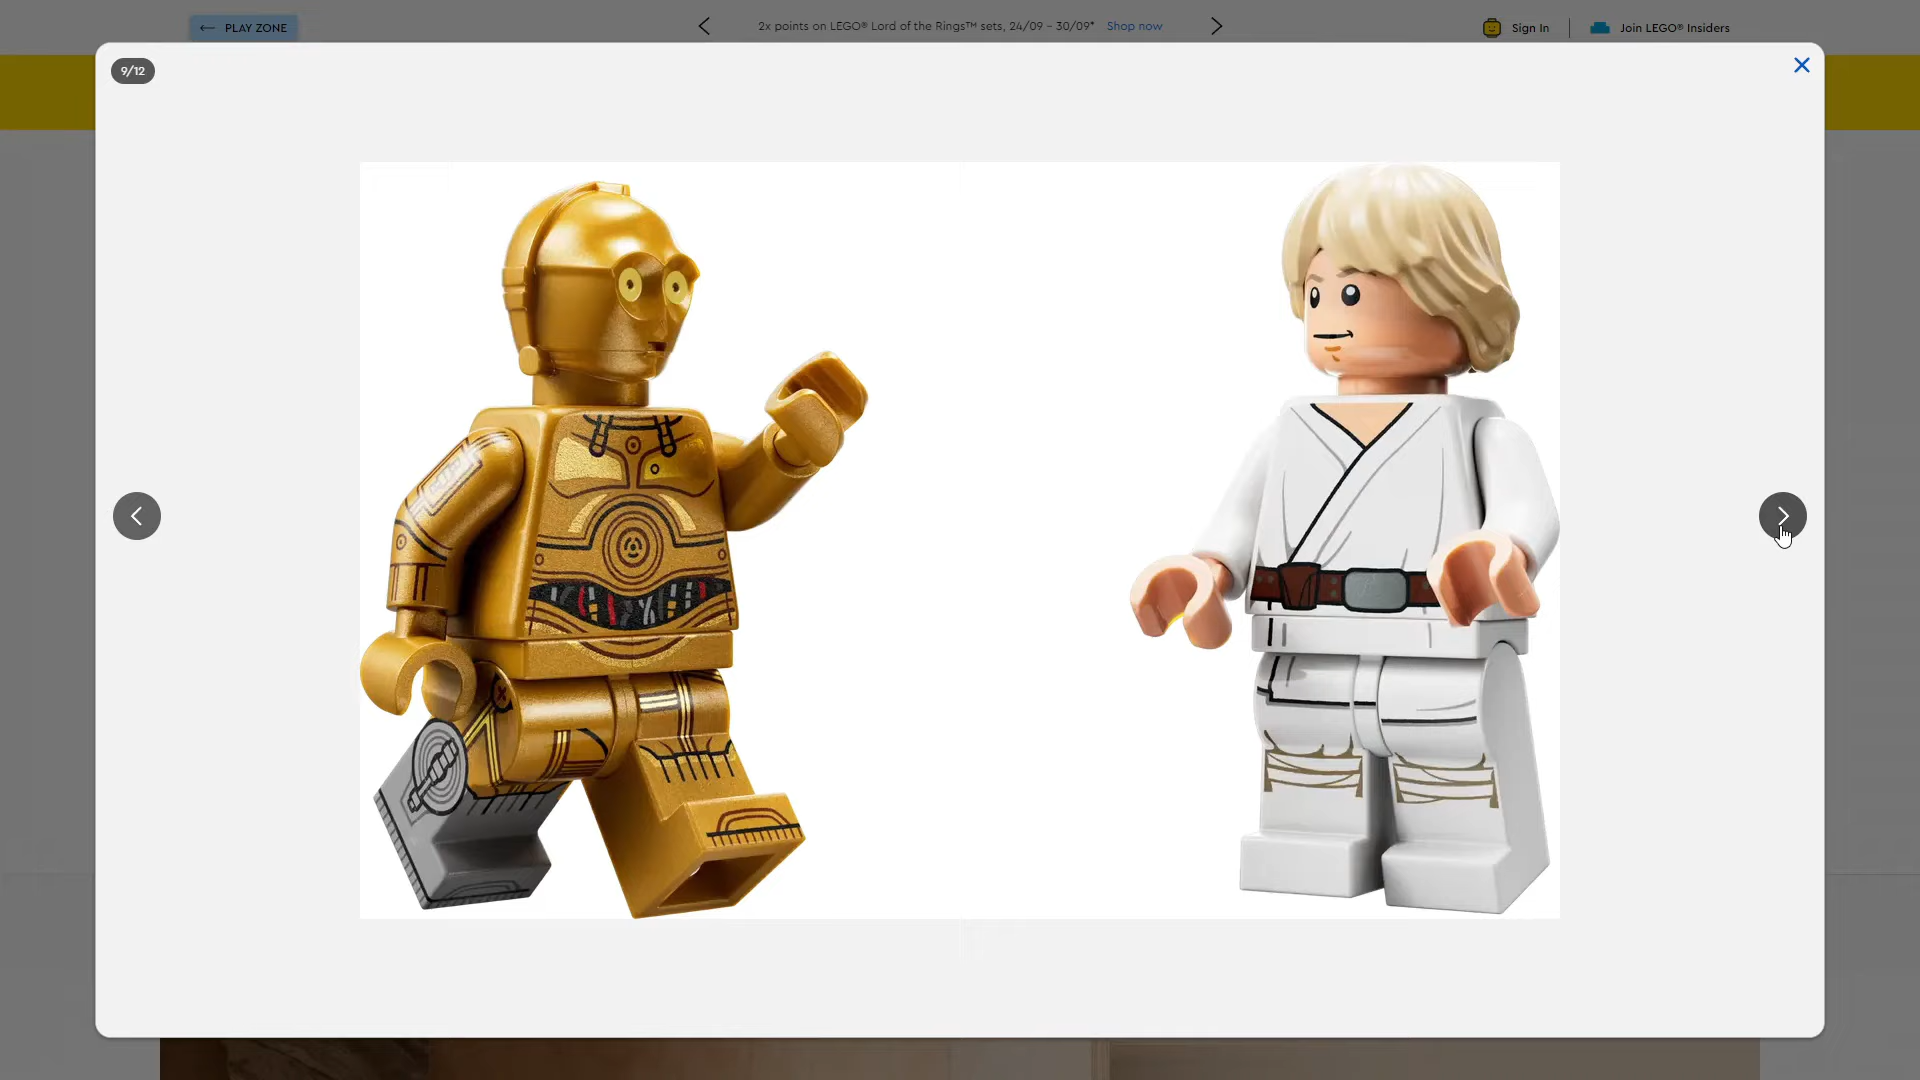 PLAY ZONE
2x points on LEGO® Lord of the Rings™ sets, 24/09 - 30/09*
Shop now
Sign In
Join LEGO® Insiders
9/12